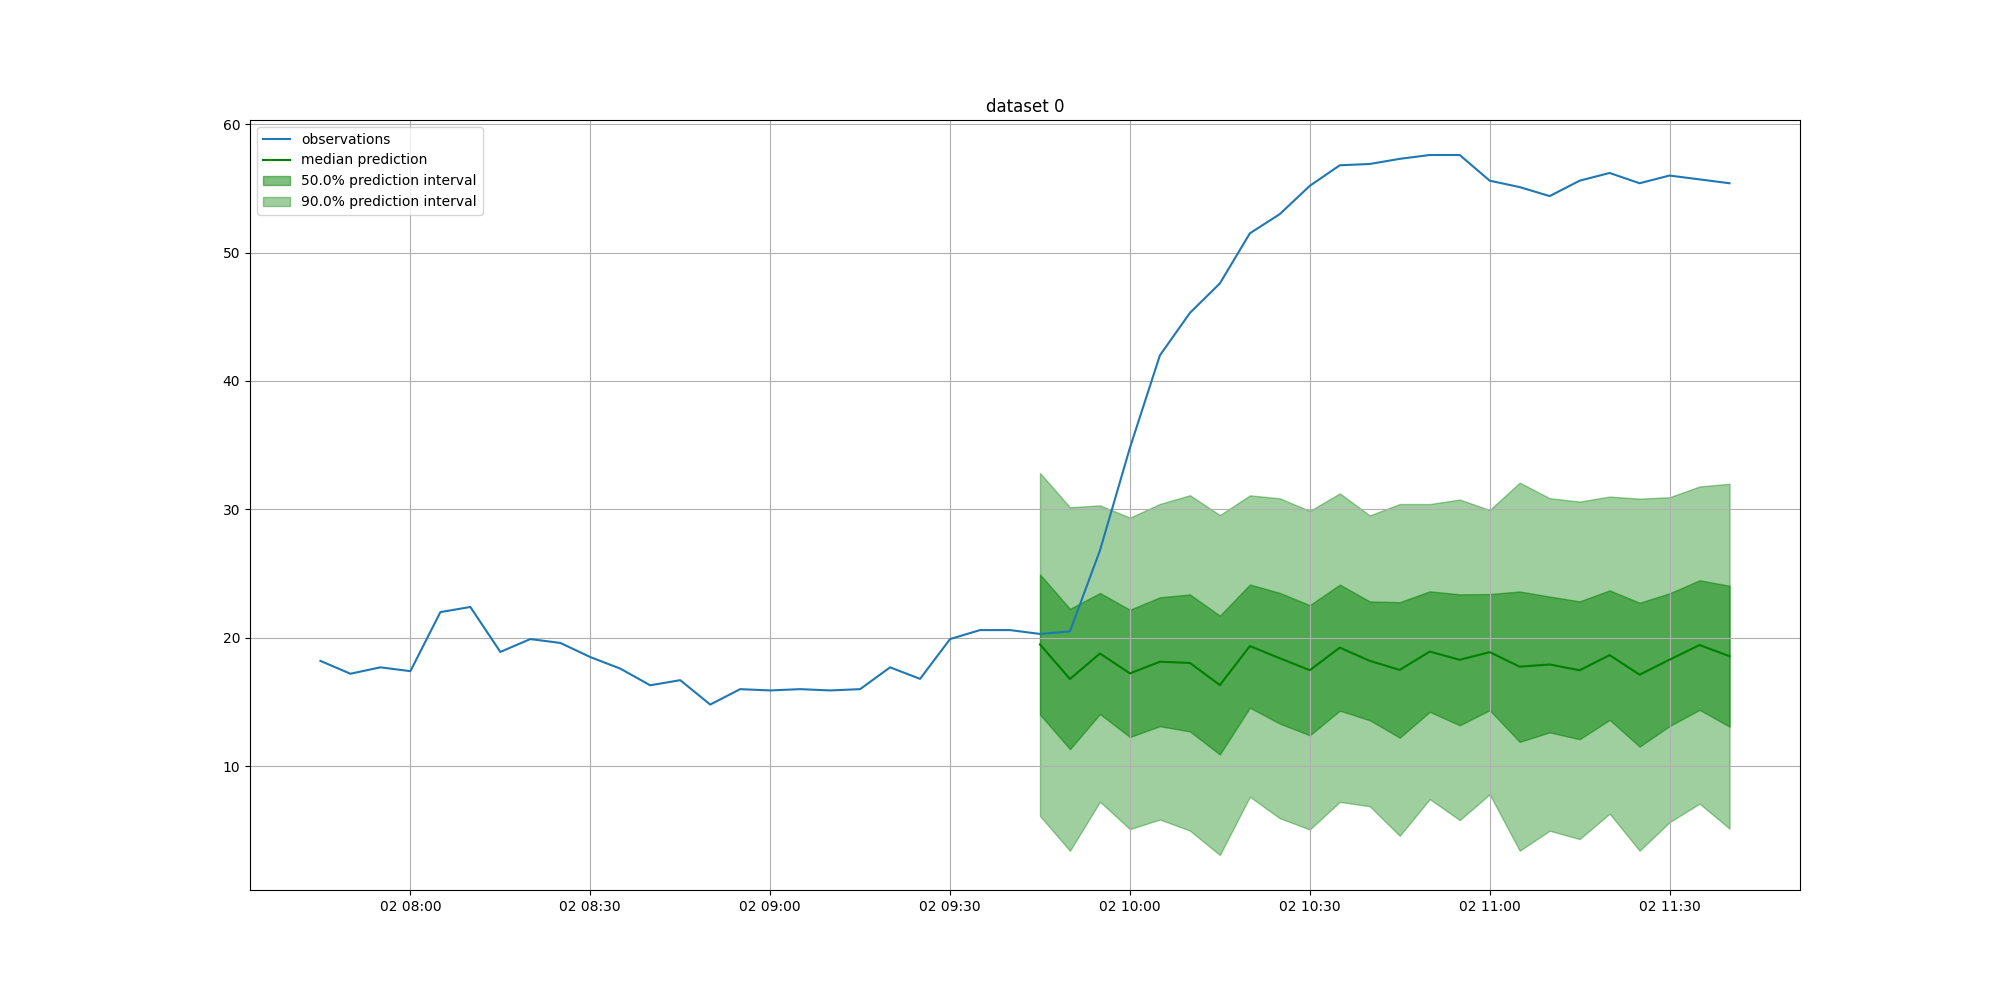 dataset 0
observations
median prediction
50.0% prediction interval
90.0% prediction interval
60
50
40
30
20
10
02 08:00
02 08:30
02 09:00
02 09:30
02 10:00
02 10:30
02 11:00
02 11:30